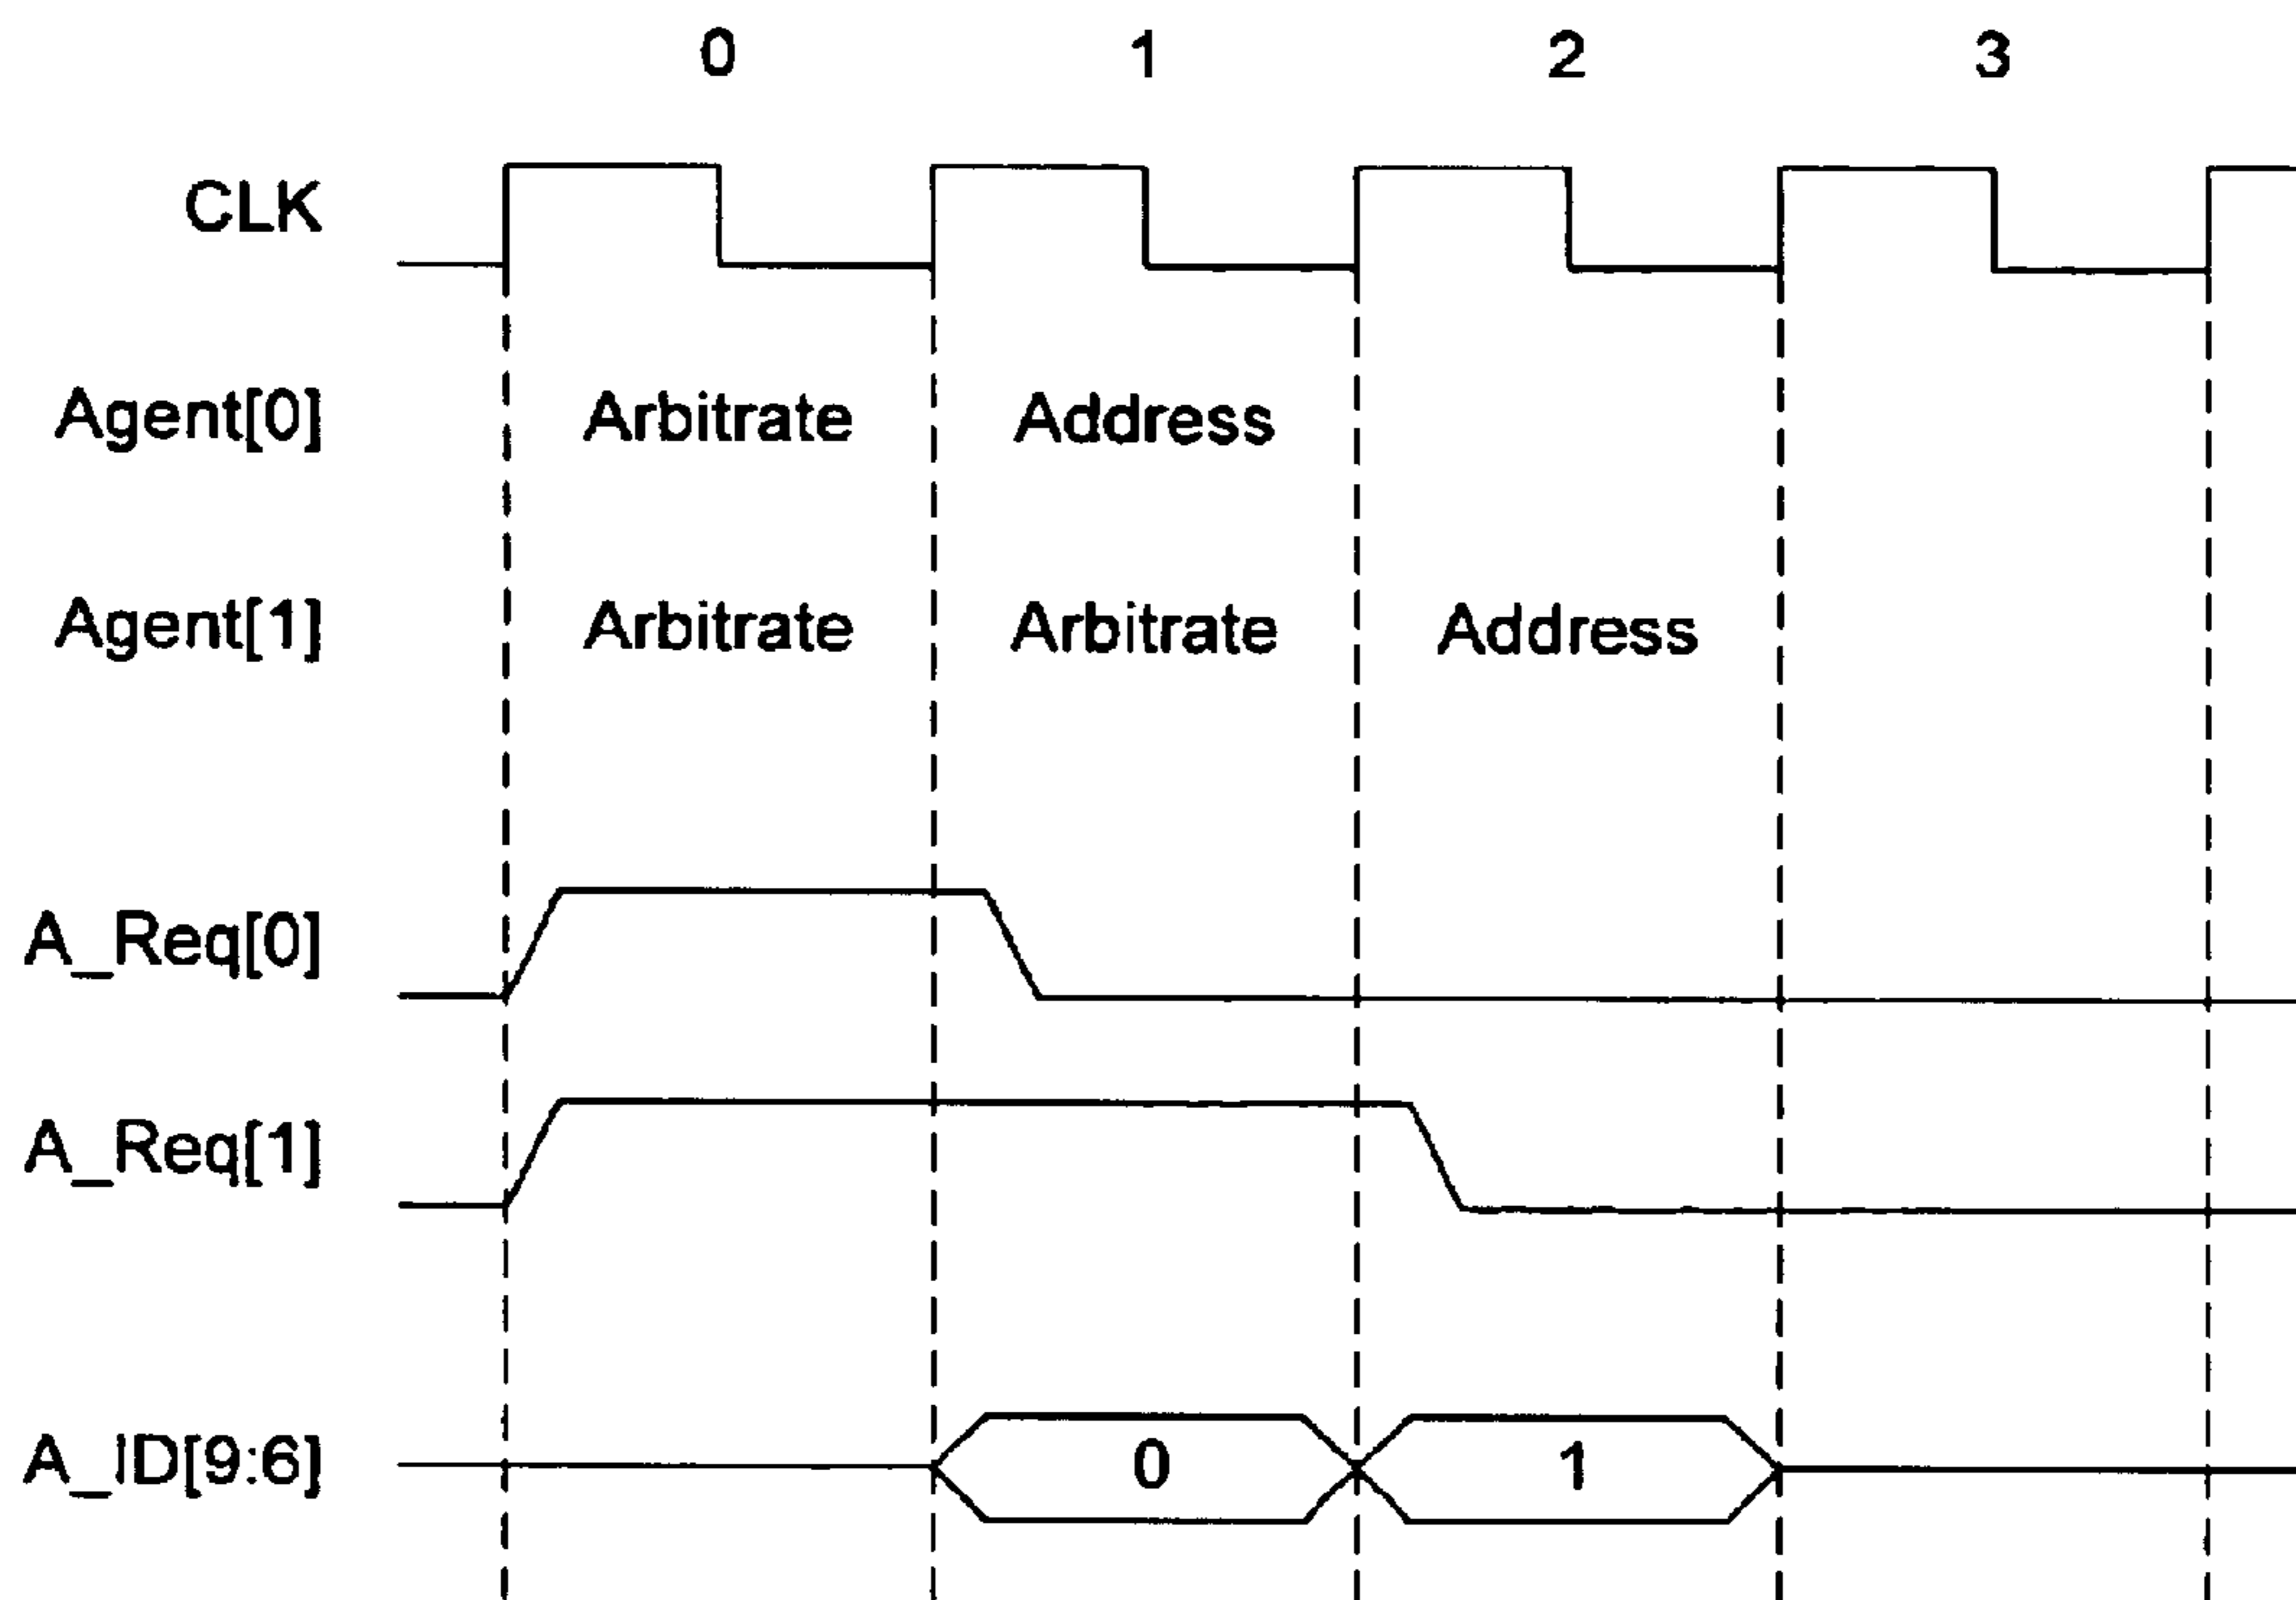 0 1 2 3
CLK
Agent[0] Arbitrate Address
Agent[1] Arbitrate Arbitrate Address
A_Req[0]
A_Req[1]
A_ID[9:6] 0 1